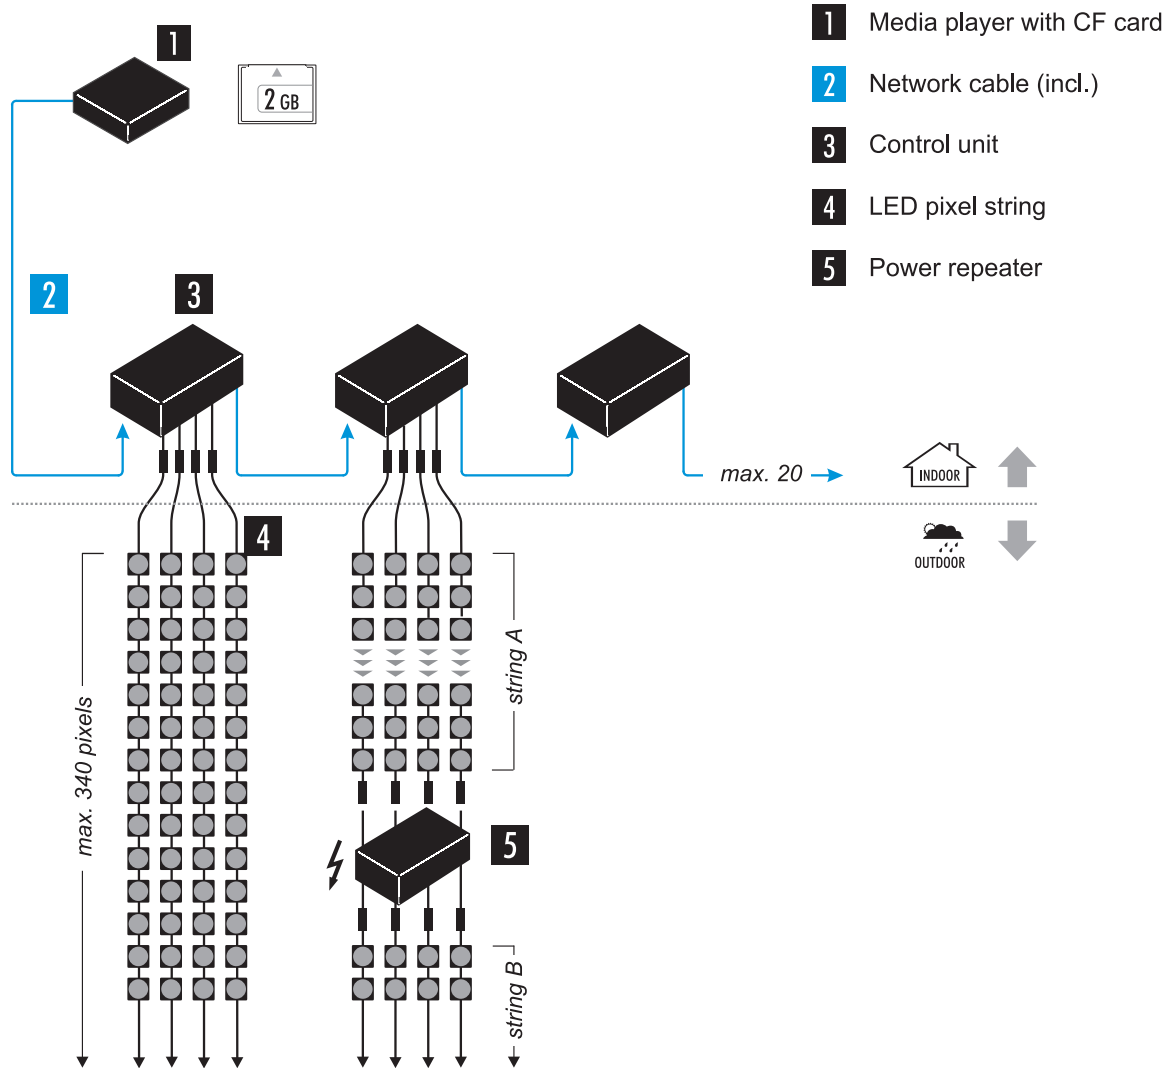 1 Media player with CF card
2 Network cable (incl.)
3 Control unit
4 LED pixel string
5 Power repeater
1
2 GB
2
3
max. 20
INDOOR
OUTDOOR
4
max. 340 pixels
string A
5
string B